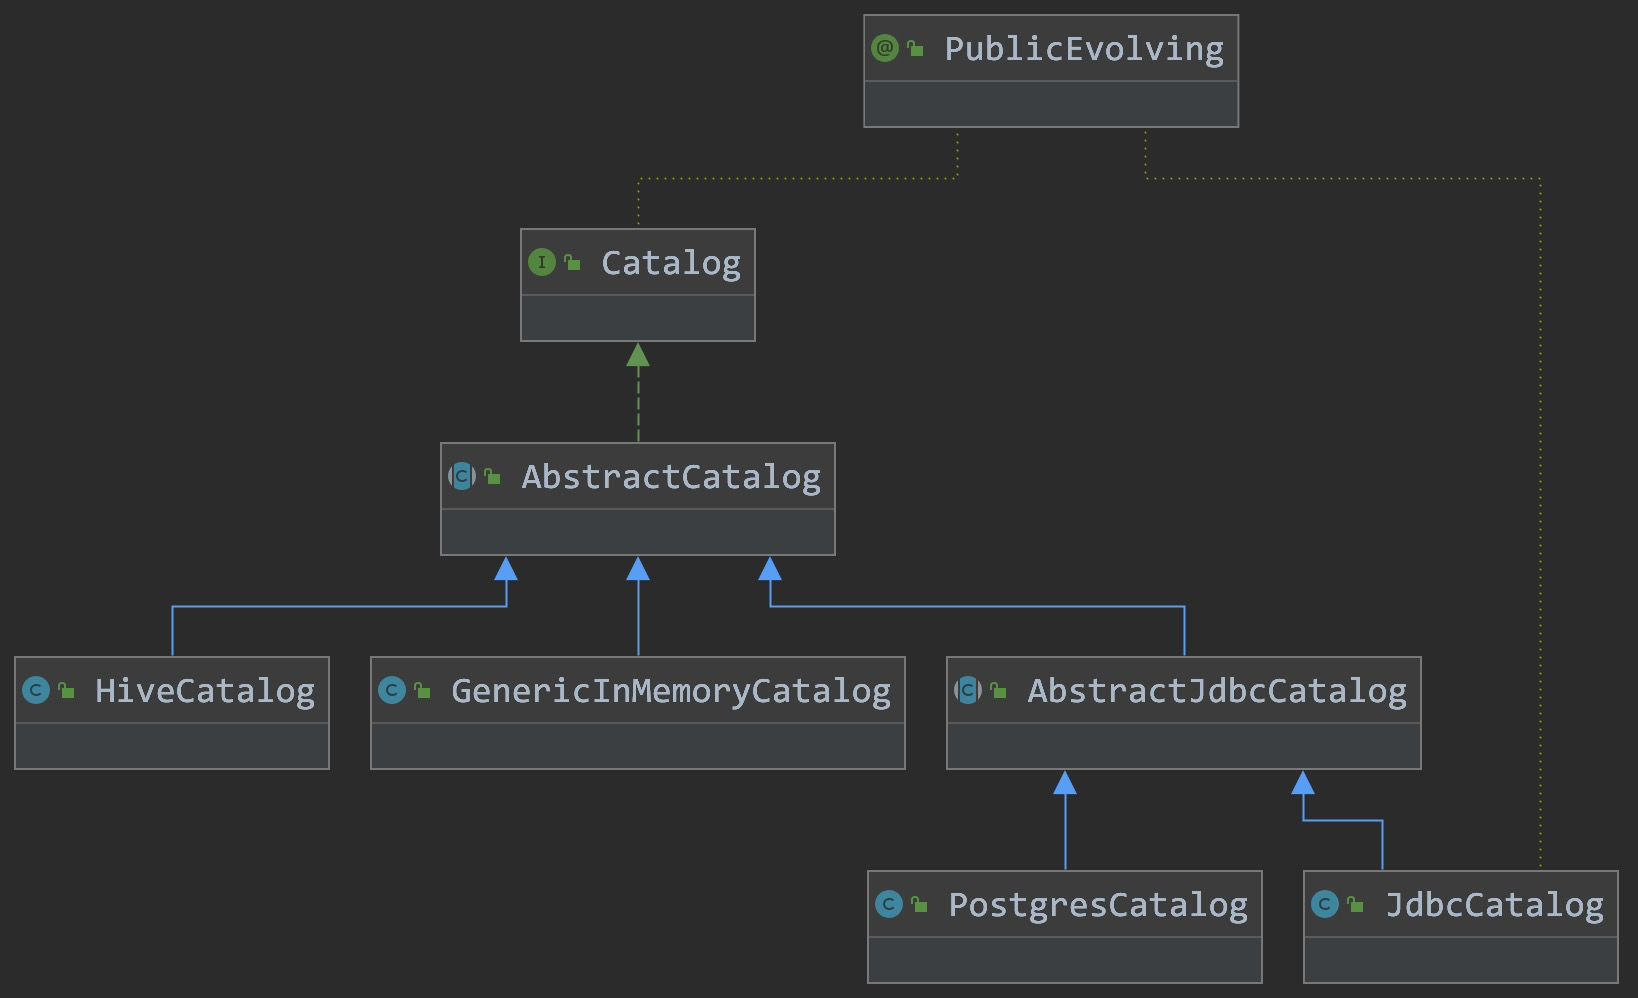 @ PublicEvolving
I Catalog
C AbstractCatalog
C HiveCatalog
C GenericInMemoryCatalog
C AbstractJdbcCatalog
C PostgresCatalog
C JdbcCatalog